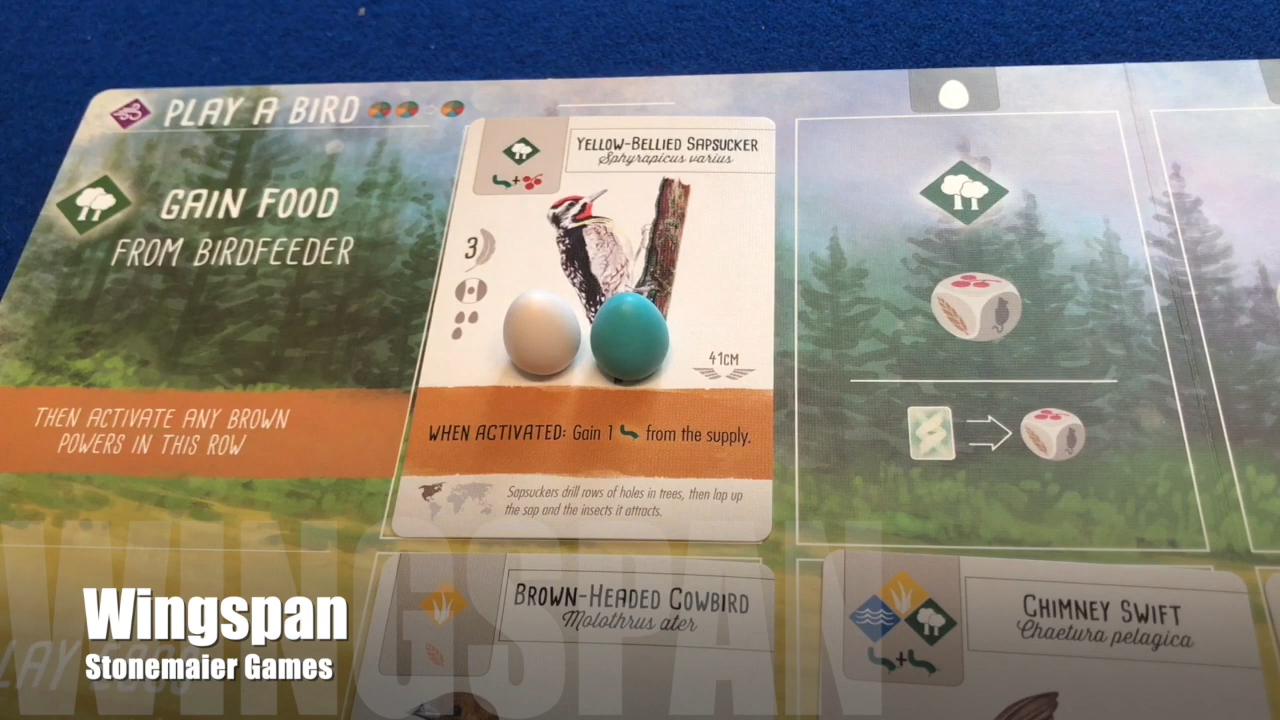 PLAY A BIRD
GAIN FOOD
FROM BIRDFEEDER
THEN ACTIVATE ANY BROWN
POWERS IN THIS ROW
YELLOW-BELLIED SAPSUCKER
Sphyrapicus varius
3
41CM
WHEN ACTIVATED: Gain 1 from the supply.
Sapsuckers drill rows of holes in trees, then lap up
the sap and the insects it attracts.
BROWN-HEADED COWBIRD
Molothrus ater
CHIMNEY SWIFT
Chaetura pelagica
WINGSPAN
Wingspan
Stonemaier Games